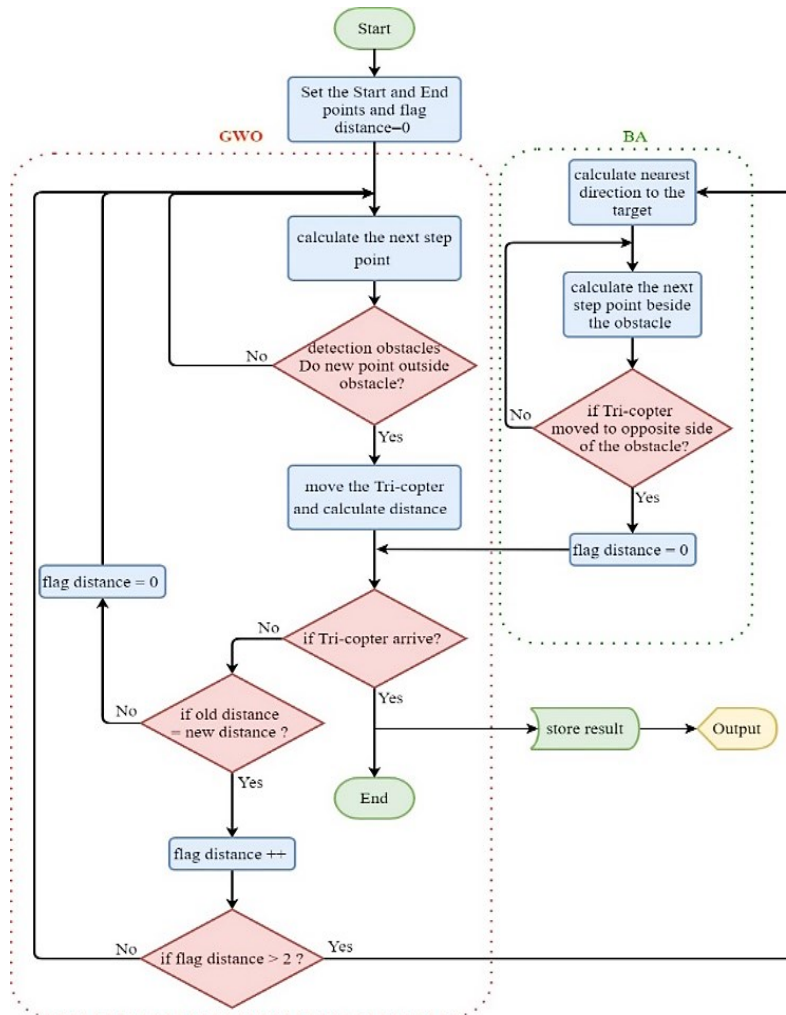 Start
Set the Start and End
points and flag
distance=0
GWO
BA
calculate nearest
direction to the
target
calculate the next step
point
calculate the next
step point beside
the obstacle
detection obstacles
Do new point outside
obstacle?
No
Yes
if Tri-copter
moved to opposite side
of the obstacle?
No
Yes
move the Tri-copter
and calculate distance
flag distance = 0
flag distance = 0
if Tri-copter arrive?
No
Yes
if old distance
= new distance ?
No
Yes
store result
Output
End
flag distance ++
if flag distance > 2 ?
No
Yes